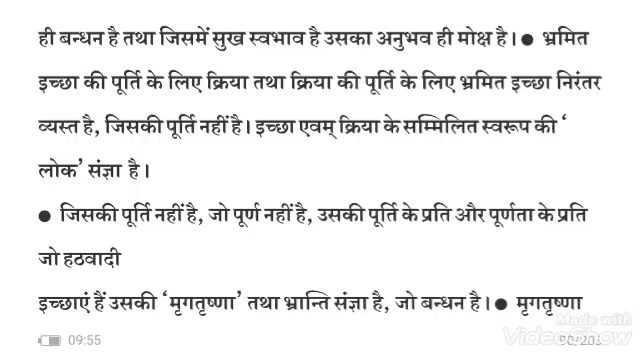 ही बन्धन है तथा जिसमें सुख स्वभाव है उसका अनुभव ही मोक्ष है। ● भ्रमित
इच्छा की पूर्ति के लिए क्रिया तथा क्रिया की पूर्ति के लिए भ्रमित इच्छा निरंतर
व्यस्त है, जिसकी पूर्ति नहीं है। इच्छा एवम् क्रिया के सम्मिलित स्वरूप की ‘
लोक’ संज्ञा है।
● जिसकी पूर्ति नहीं है, जो पूर्ण नहीं है, उसकी पूर्ति के प्रति और पूर्णता के प्रति
जो हठवादी
इच्छाएं हैं उसकी ‘मृगतृष्णा’ तथा भ्रान्ति संज्ञा है, जो बन्धन है। ● मृगतृष्णा
09:55
Made with
VideoShow